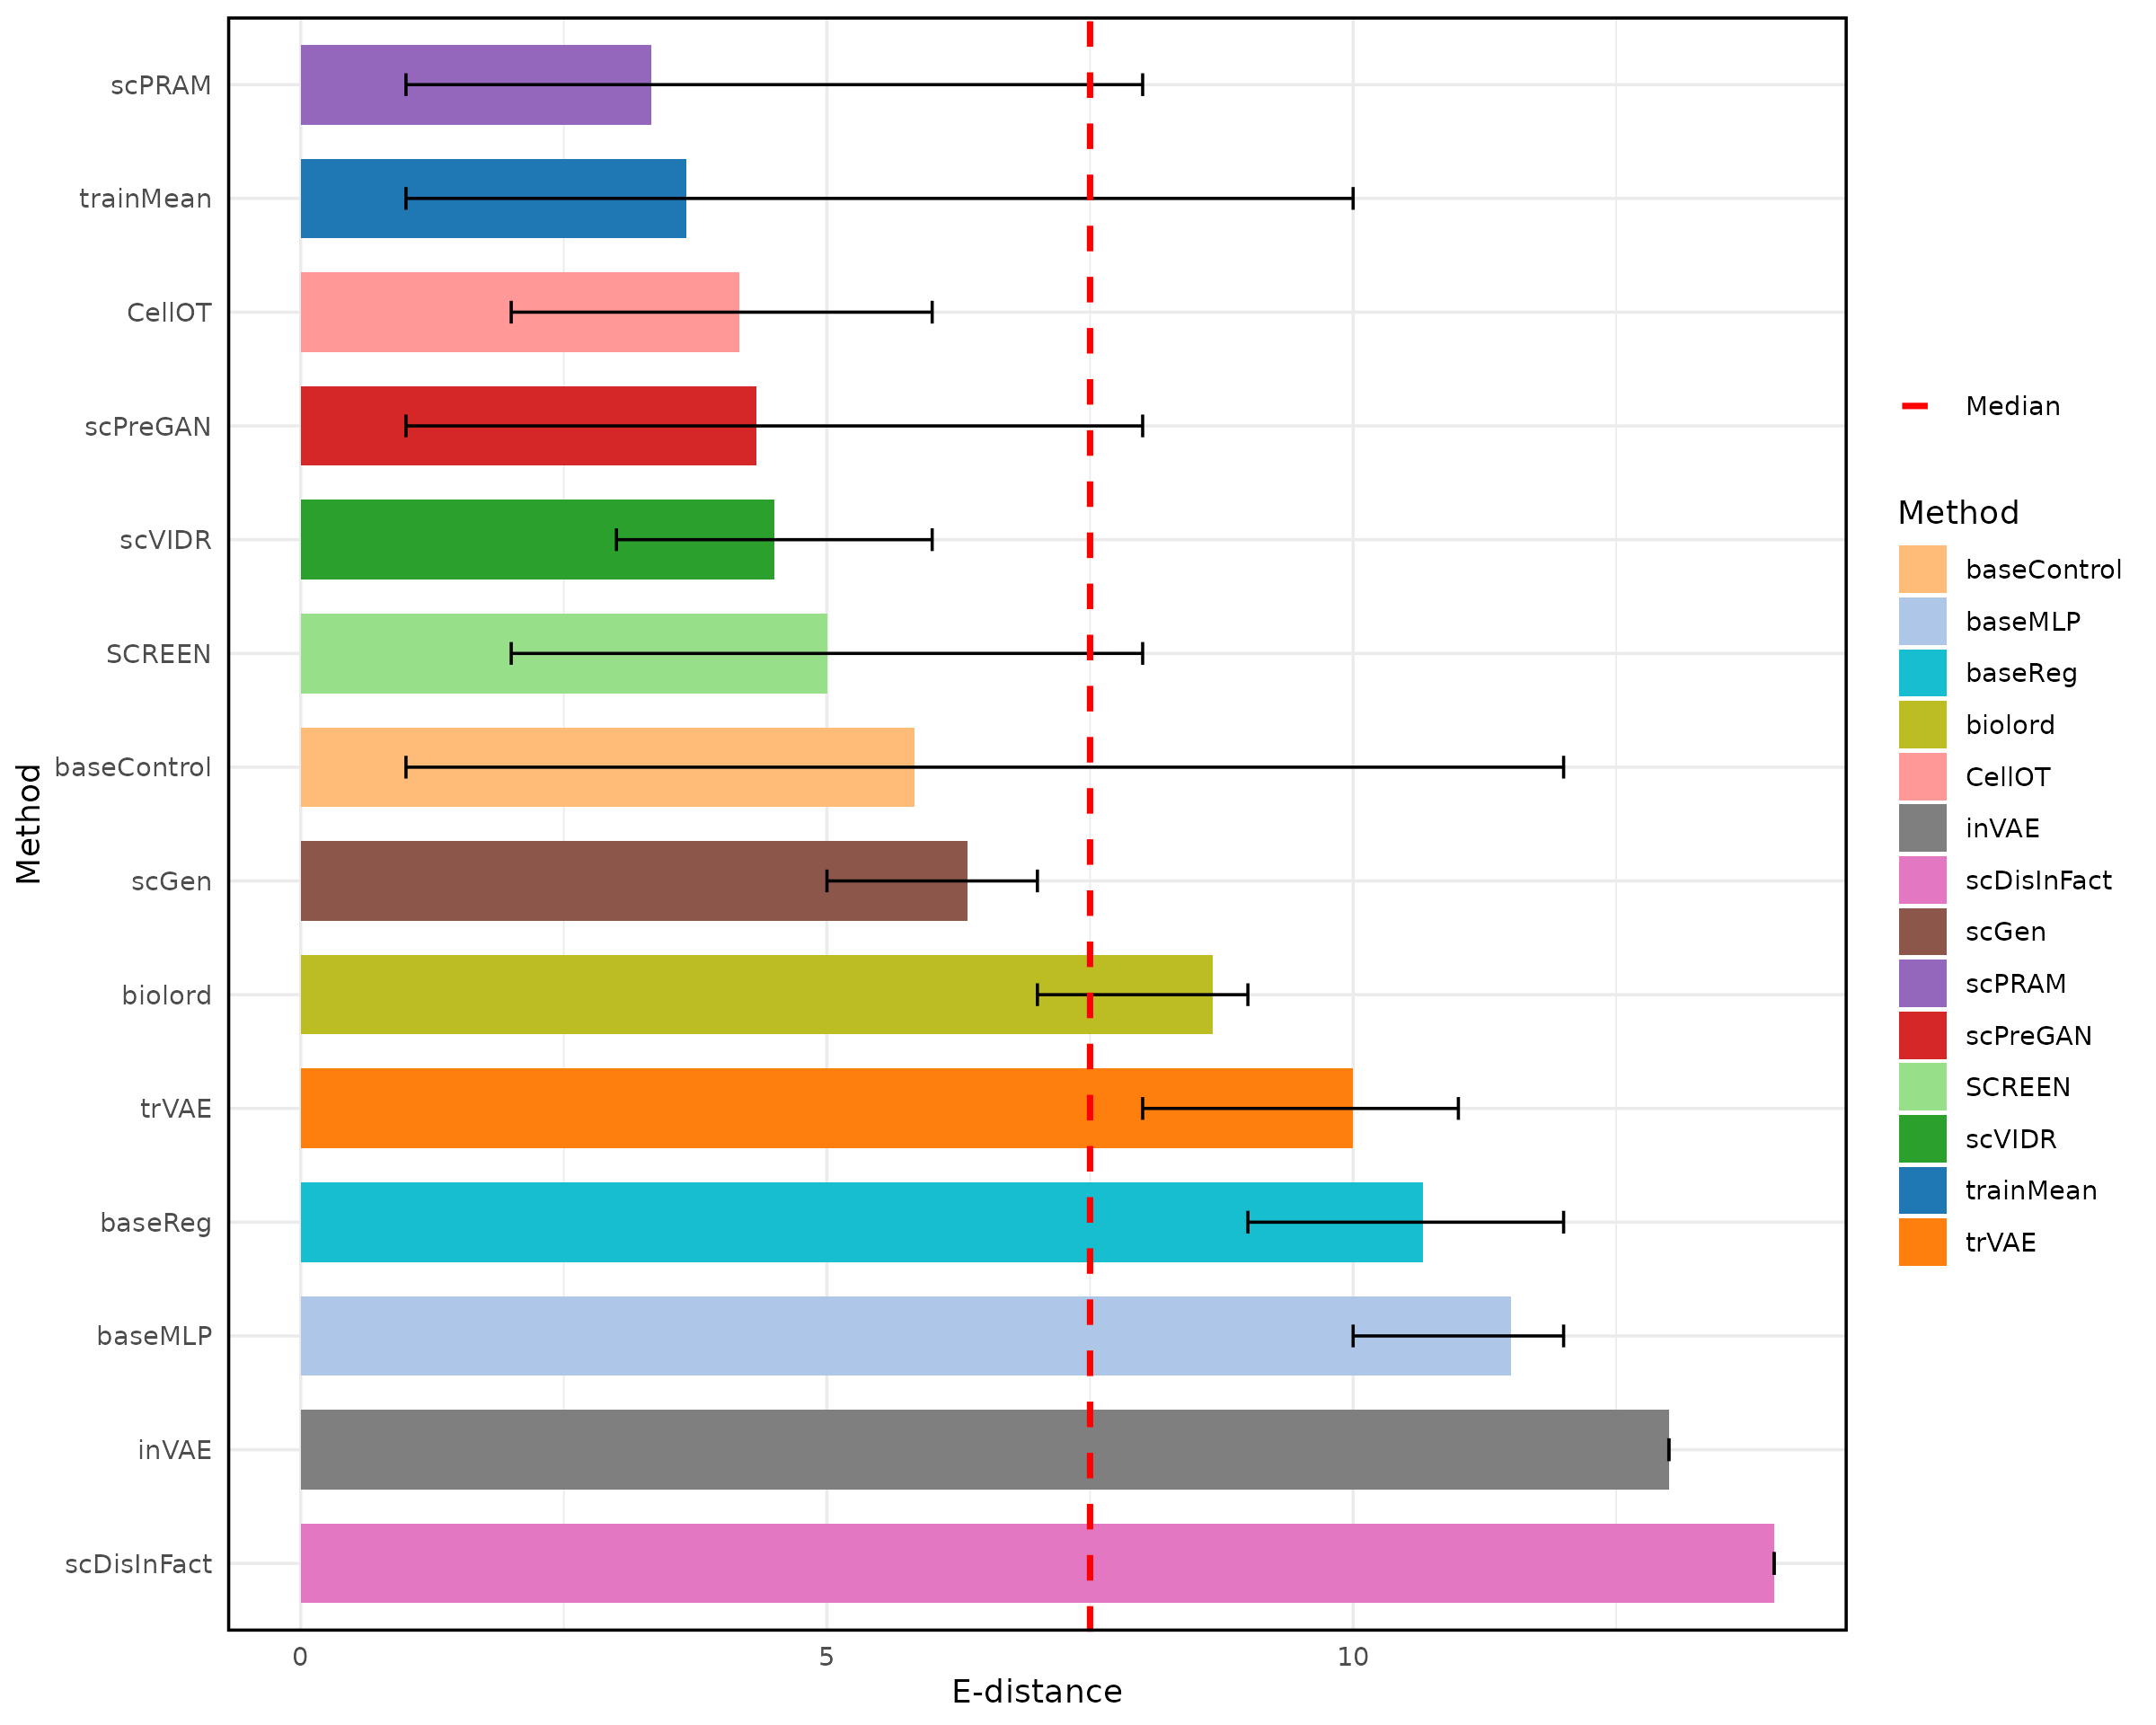 scPRAM
trainMean
CellOT
scPreGAN
scVIDR
SCREEN
baseControl
scGen
biolord
trVAE
baseReg
baseMLP
inVAE
scDisInFact
Method
0 5 10
E-distance
Median
Method
baseControl
baseMLP
baseReg
biolord
CellOT
inVAE
scDisInFact
scGen
scPRAM
scPreGAN
SCREEN
scVIDR
trainMean
trVAE